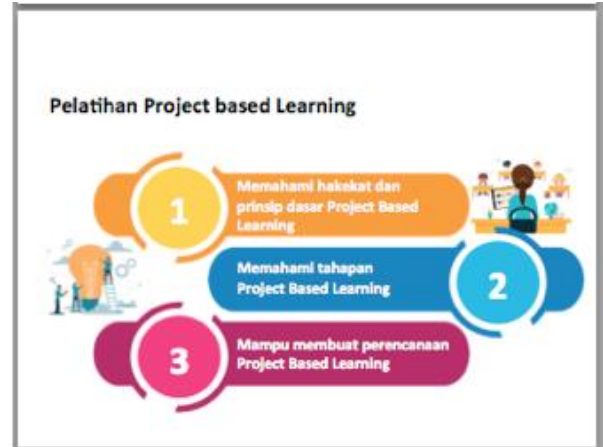 Pelatihan Project based Learning
1
Memahami hakekat dan
prinsip dasar Project Based
Learning
Memahami tahapan
Project Based Learning
2
3
Mampu membuat perencanaan
Project Based Learning